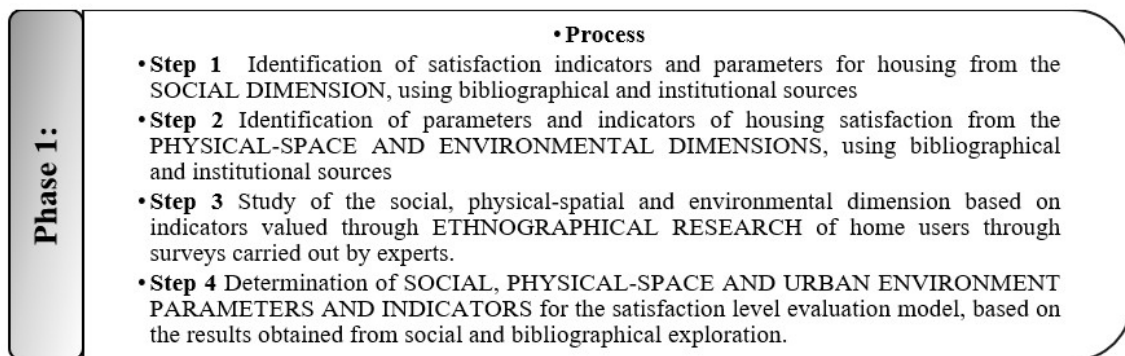 Phase 1:
• Process
• Step 1 Identification of satisfaction indicators and parameters for housing from the
SOCIAL DIMENSION, using bibliographical and institutional sources
• Step 2 Identification of parameters and indicators of housing satisfaction from the
PHYSICAL-SPACE AND ENVIRONMENTAL DIMENSIONS, using bibliographical
and institutional sources
• Step 3 Study of the social, physical-spatial and environmental dimension based on
indicators valued through ETHNOGRAPHICAL RESEARCH of home users through
surveys carried out by experts.
• Step 4 Determination of SOCIAL, PHYSICAL-SPACE AND URBAN ENVIRONMENT
PARAMETERS AND INDICATORS for the satisfaction level evaluation model, based on
the results obtained from social and bibliographical exploration.